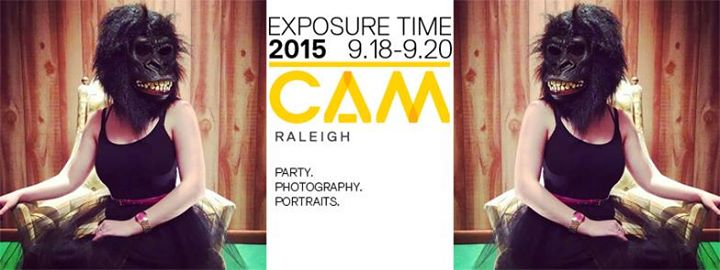 EXPOSURE TIME
2015 9.18-9.20
CAM
RALEIGH
PARTY.
PHOTOGRAPHY.
PORTRAITS.